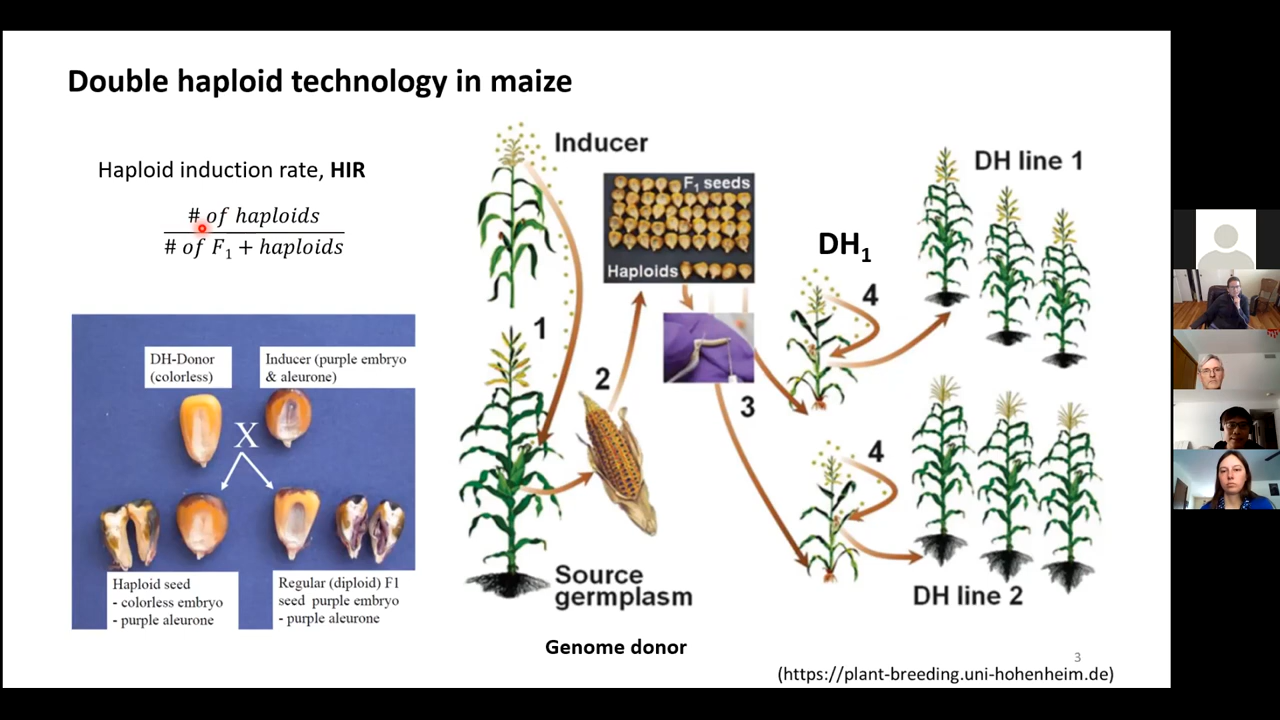 Double haploid technology in maize
Haploid induction rate, HIR
# of haploids
# of F₁ + haploids
DH-Donor
(colorless)
Inducer (purple embryo
& aleurone)
X
Haploid seed
- colorless embryo
- purple aleurone
Regular (diploid) F1
seed purple embryo
- purple aleurone
Inducer
F₁ seeds
Haploids
1
2
3
Source
germplasm
Genome donor
DH₁
4
DH line 1
4
DH line 2
3
(https://plant-breeding.uni-hohenheim.de)